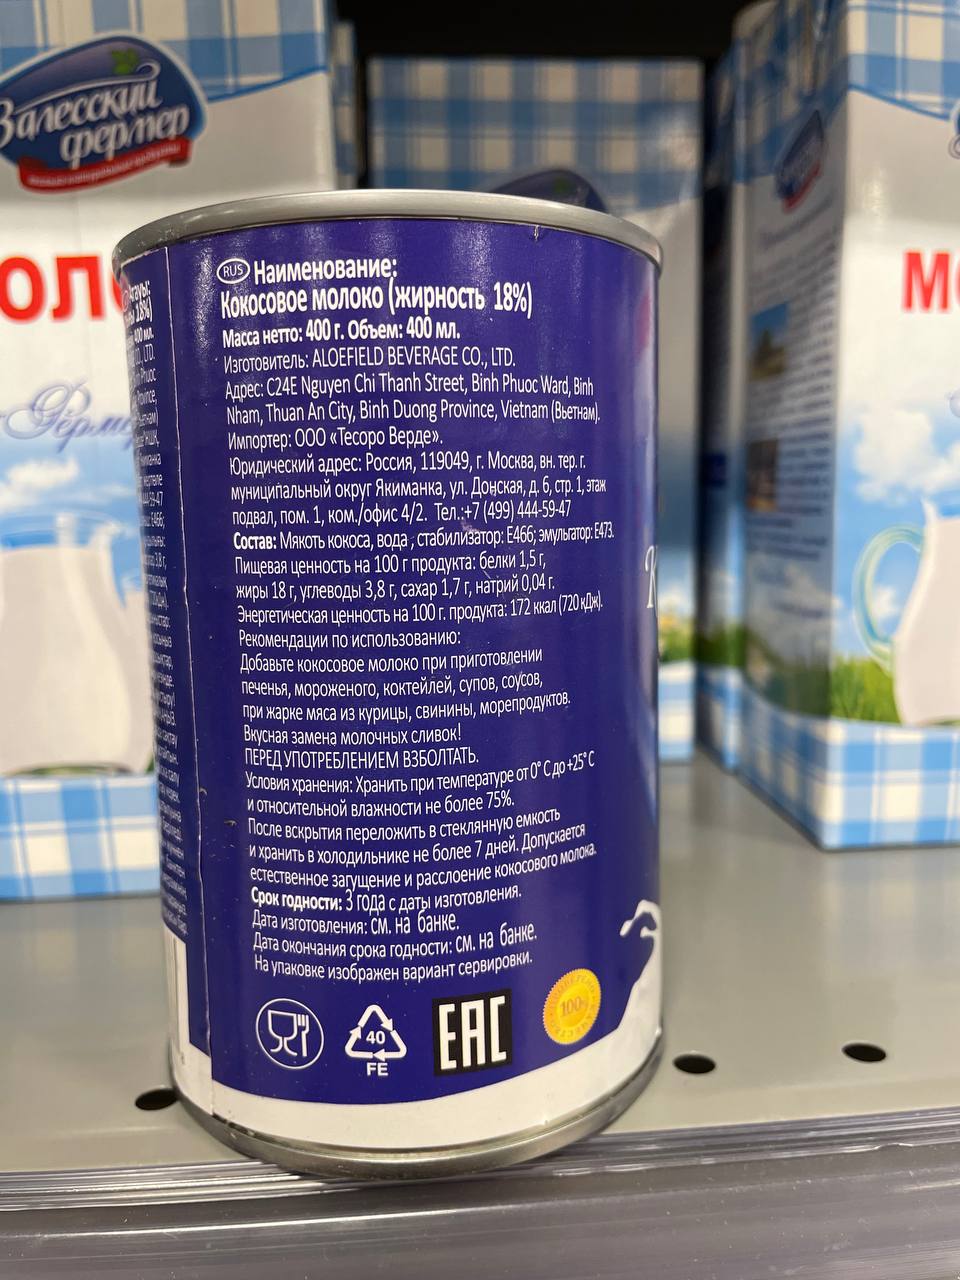 Залесский
фермер
ОЛ
МО
RUS Наименование:
Кокосовое молоко (жирность 18%)
Масса нетто: 400 г. Объем: 400 мл.
Изготовитель: ALOEFIELD BEVERAGE CO., LTD.
Адрес: C24E Nguyen Chi Thanh Street, Binh Phuoc Ward, Binh
Nham, Thuan An City, Binh Duong Province, Vietnam (Вьетнам).
Импортер: ООО «Тесоро Верде».
Юридический адрес: Россия, 119049, г. Москва, вн. тер. г.
муниципальный округ Якиманка, ул. Донская, д. 6, стр. 1, этаж
подвал, пом. 1, ком./офис 4/2. Тел.:+7 (499) 444-59-47
Состав: Мякоть кокоса, вода , стабилизатор: Е466; эмульгатор: Е473.
Пищевая ценность на 100 г продукта: белки 1,5 г,
жиры 18 г, углеводы 3,8 г, сахар 1,7 г, натрий 0,04 г.
Энергетическая ценность на 100 г. продукта: 172 ккал (720 кДж).
Рекомендации по использованию:
Добавьте кокосовое молоко при приготовлении
печенья, мороженого, коктейлей, супов, соусов,
при жарке мяса из курицы, свинины, морепродуктов.
Вкусная замена молочных сливок!
ПЕРЕД УПОТРЕБЛЕНИЕМ ВЗБОЛТАТЬ.
Условия хранения: Хранить при температуре от 0° С до +25° С
и относительной влажности не более 75%.
После вскрытия переложить в стеклянную емкость
и хранить в холодильнике не более 7 дней. Допускается
естественное загущение и расслоение кокосового молока.
Срок годности: 3 года с даты изготовления.
Дата изготовления: см. на банке.
Дата окончания срока годности: см. на банке.
На упаковке изображен вариант сервировки.
40
FE
EAC
100%